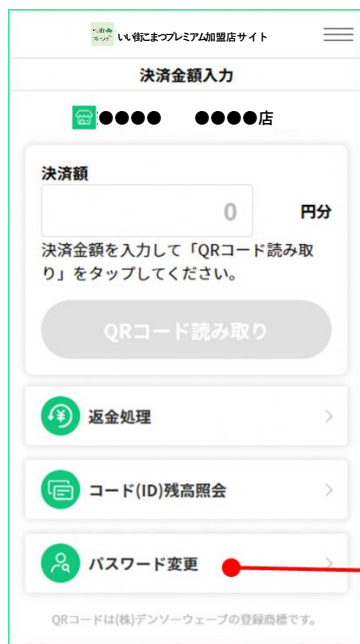 いい街こまつプレミアム加盟店サイト
決済金額入力
●●●● ●●●●店
決済額
0 円分
決済金額を入力して「QRコード読み取
り」をタップしてください。
QRコード読み取り
返金処理
コード(ID)残高照会
パスワード変更
QRコードは(株)デンソーウェーブの登録商標です。